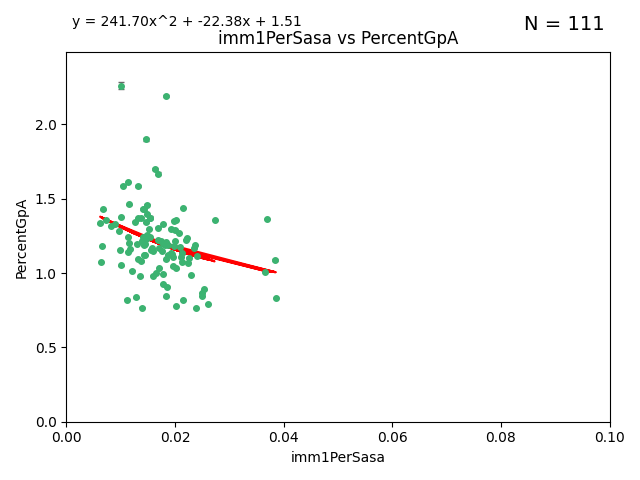 y = 241.70x^2 + -22.38x + 1.51
N = 111
imm1PerSasa vs PercentGpA
PercentGpA
2.0
1.5
1.0
0.5
0.0
0.00 0.02 0.04 0.06 0.08 0.10
imm1PerSasa